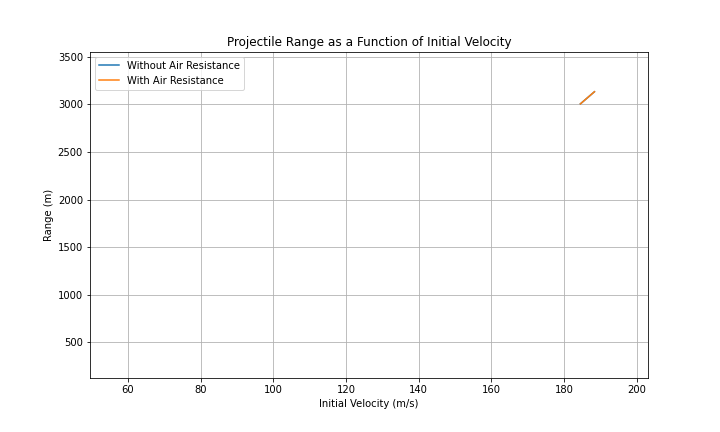 Projectile Range as a Function of Initial Velocity
Without Air Resistance
With Air Resistance
3500
3000
2500
2000
1500
1000
500
Range (m)
60 80 100 120 140 160 180 200
Initial Velocity (m/s)